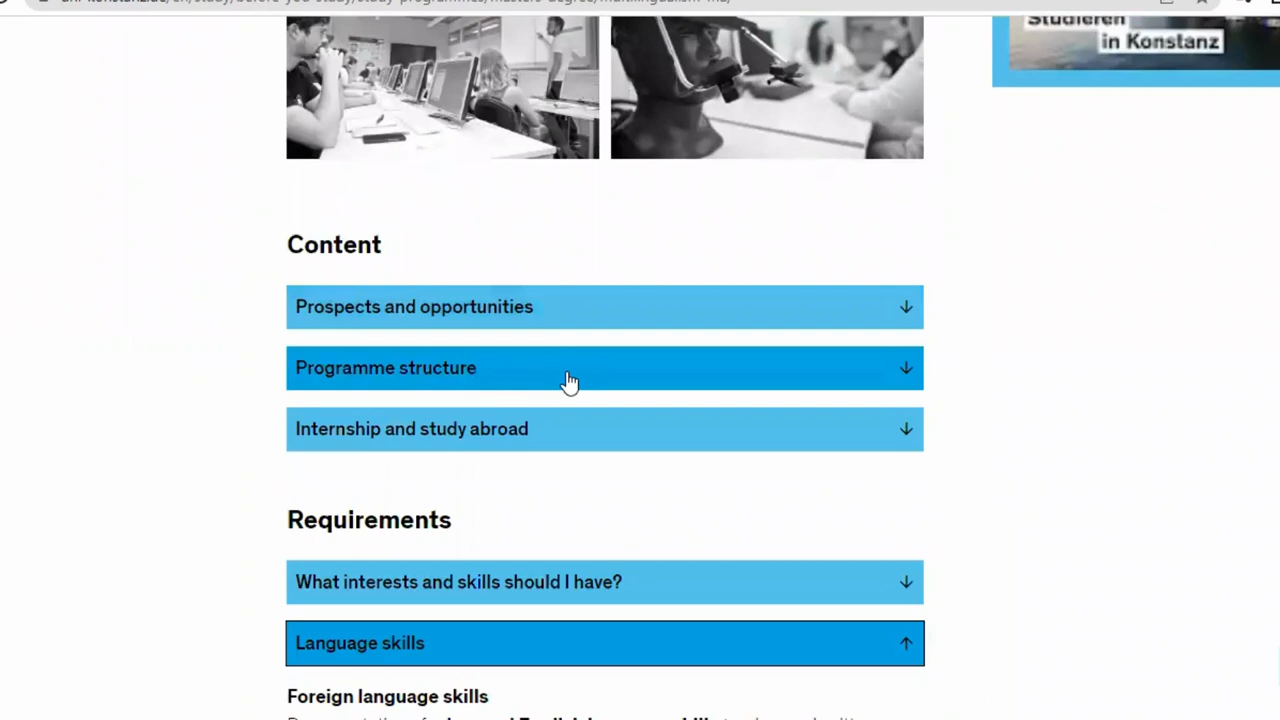 Studieren
in Konstanz
Content
Prospects and opportunities
Programme structure
Internship and study abroad
Requirements
What interests and skills should I have?
Language skills
Foreign language skills